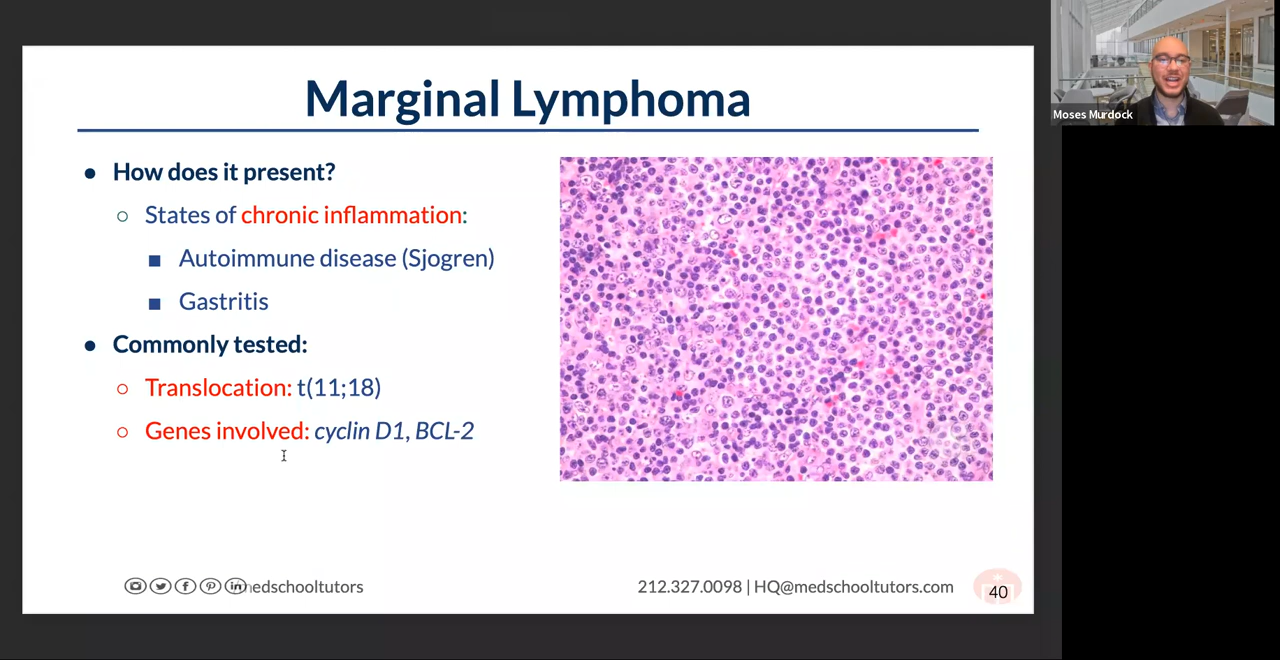 Marginal Lymphoma
● How does it present?
○ States of chronic inflammation:
■ Autoimmune disease (Sjogren)
■ Gastritis
● Commonly tested:
○ Translocation: t(11;18)
○ Genes involved: cyclin D1, BCL-2
medschooltutors
212.327.0098 | HQ@medschooltutors.com
40
Moses Murdock